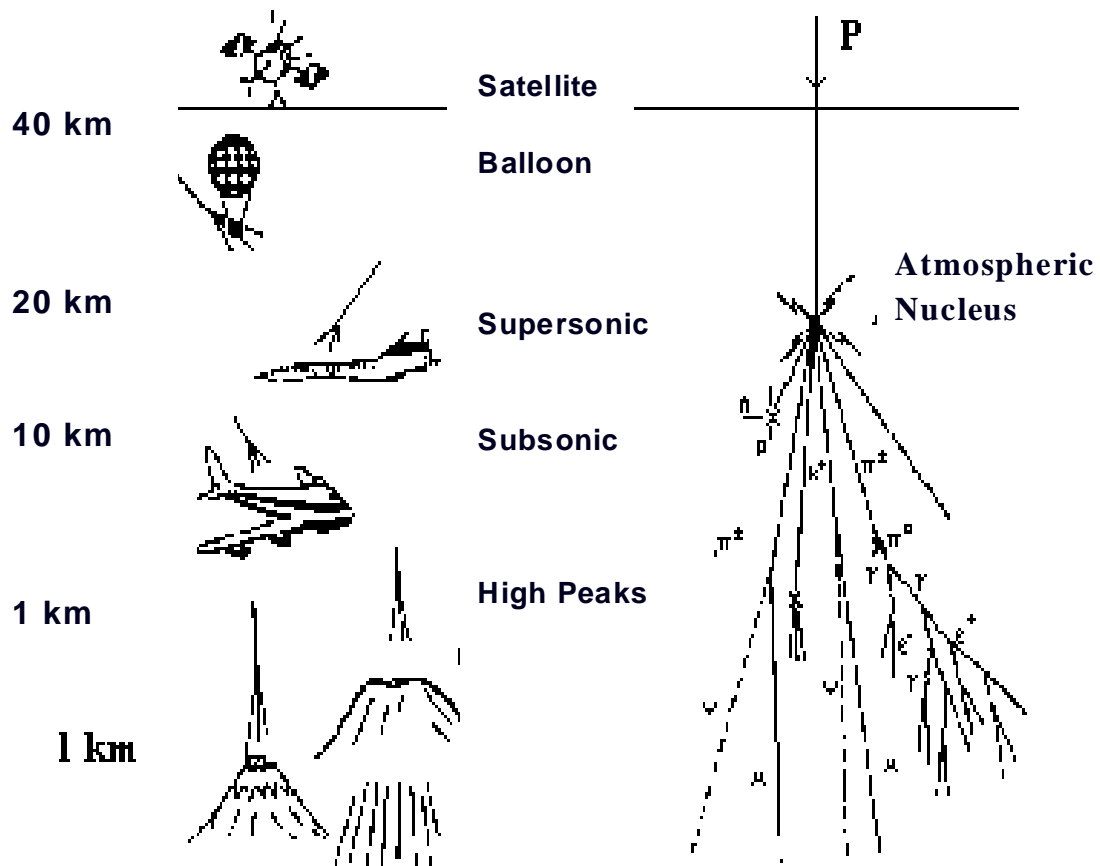 P
Satellite
40 km
Balloon
Atmospheric
Nucleus
20 km
Supersonic
10 km
Subsonic
n
p
k+
π±
π±
π°
γ
γ
High Peaks
1 km
e+
γ
1 km
μ
μ